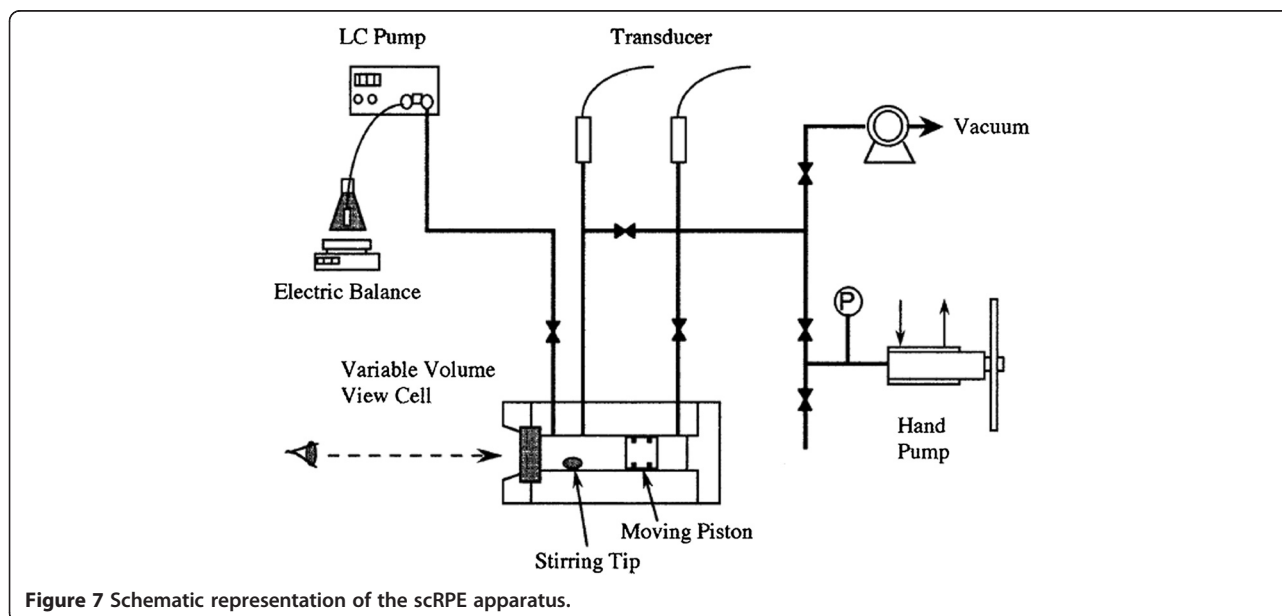 LC Pump
Transducer
Vacuum
Electric Balance
P
Variable Volume
View Cell
Hand
Pump
Moving Piston
Stirring Tip
Figure 7 Schematic representation of the scRPE apparatus.